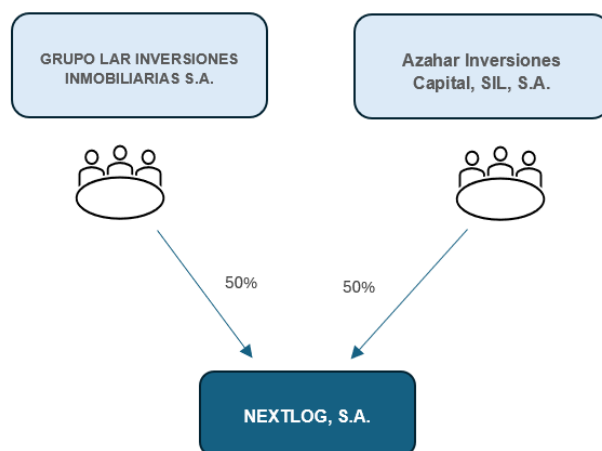 GRUPO LAR INVERSIONES
INMOBILIARIAS S.A.
Azahar Inversiones
Capital, SIL, S.A.
50%
50%
NEXTLOG, S.A.